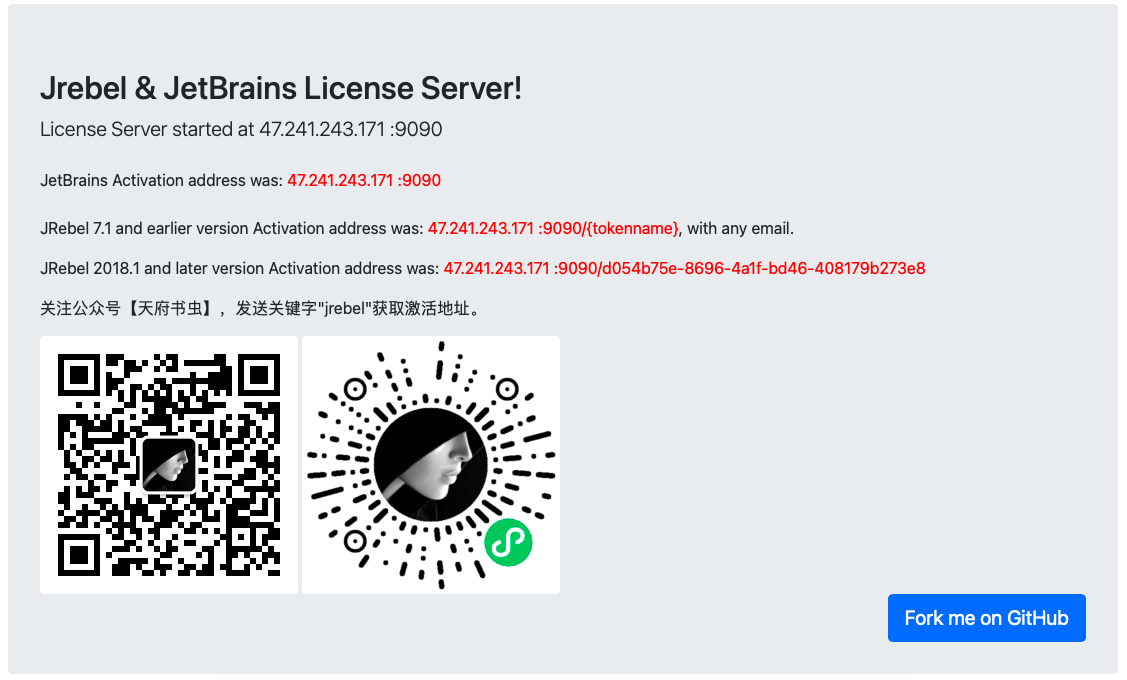 Jrebel & JetBrains License Server!
License Server started at 47.241.243.171 :9090
JetBrains Activation address was: 47.241.243.171 :9090
JRebel 7.1 and earlier version Activation address was: 47.241.243.171 :9090/{tokenname}, with any email.
JRebel 2018.1 and later version Activation address was: 47.241.243.171 :9090/d054b75e-8696-4a1f-bd46-408179b273e8
关注公众号【天府书虫】，发送关键字"jrebel"获取激活地址。
Fork me on GitHub